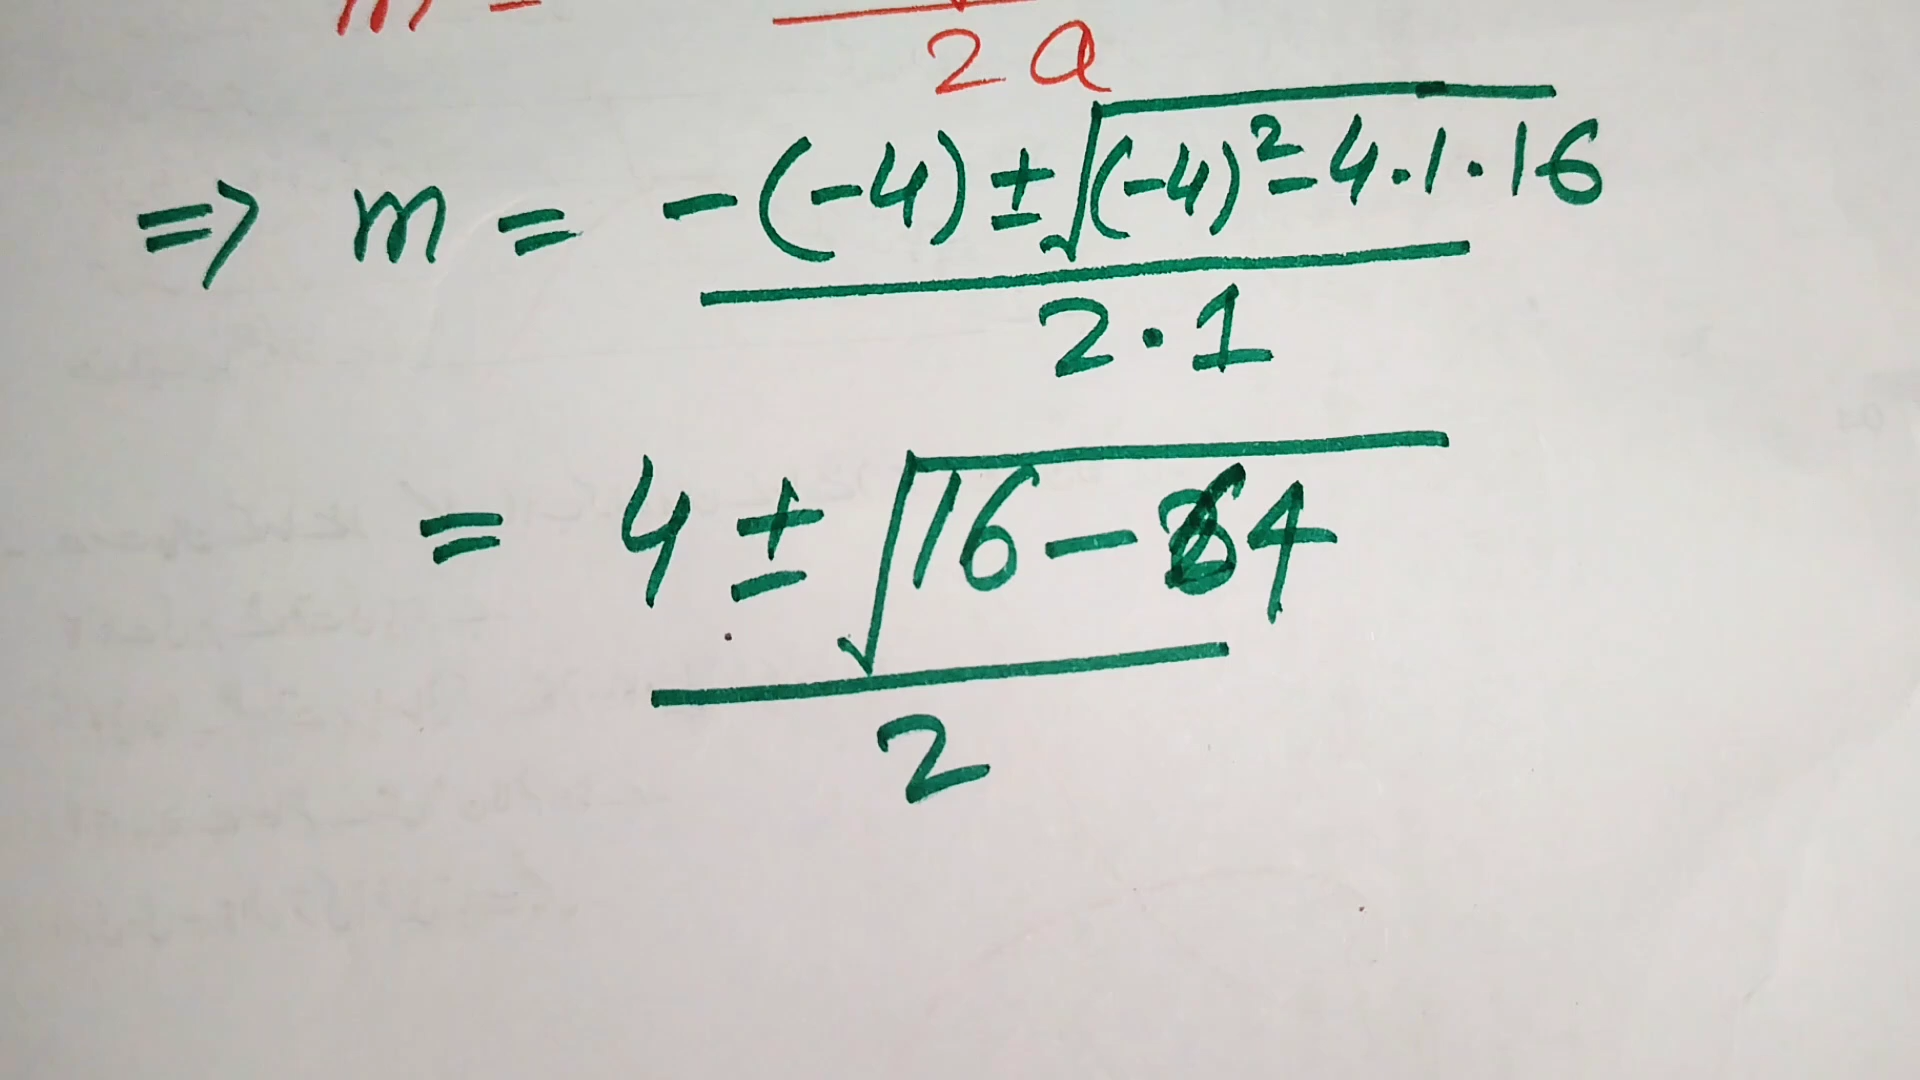 m = 2a
=> m = -(-4) ± √(-4)² - 4.1.16
2.1
= 4 ± √16 - 64
2